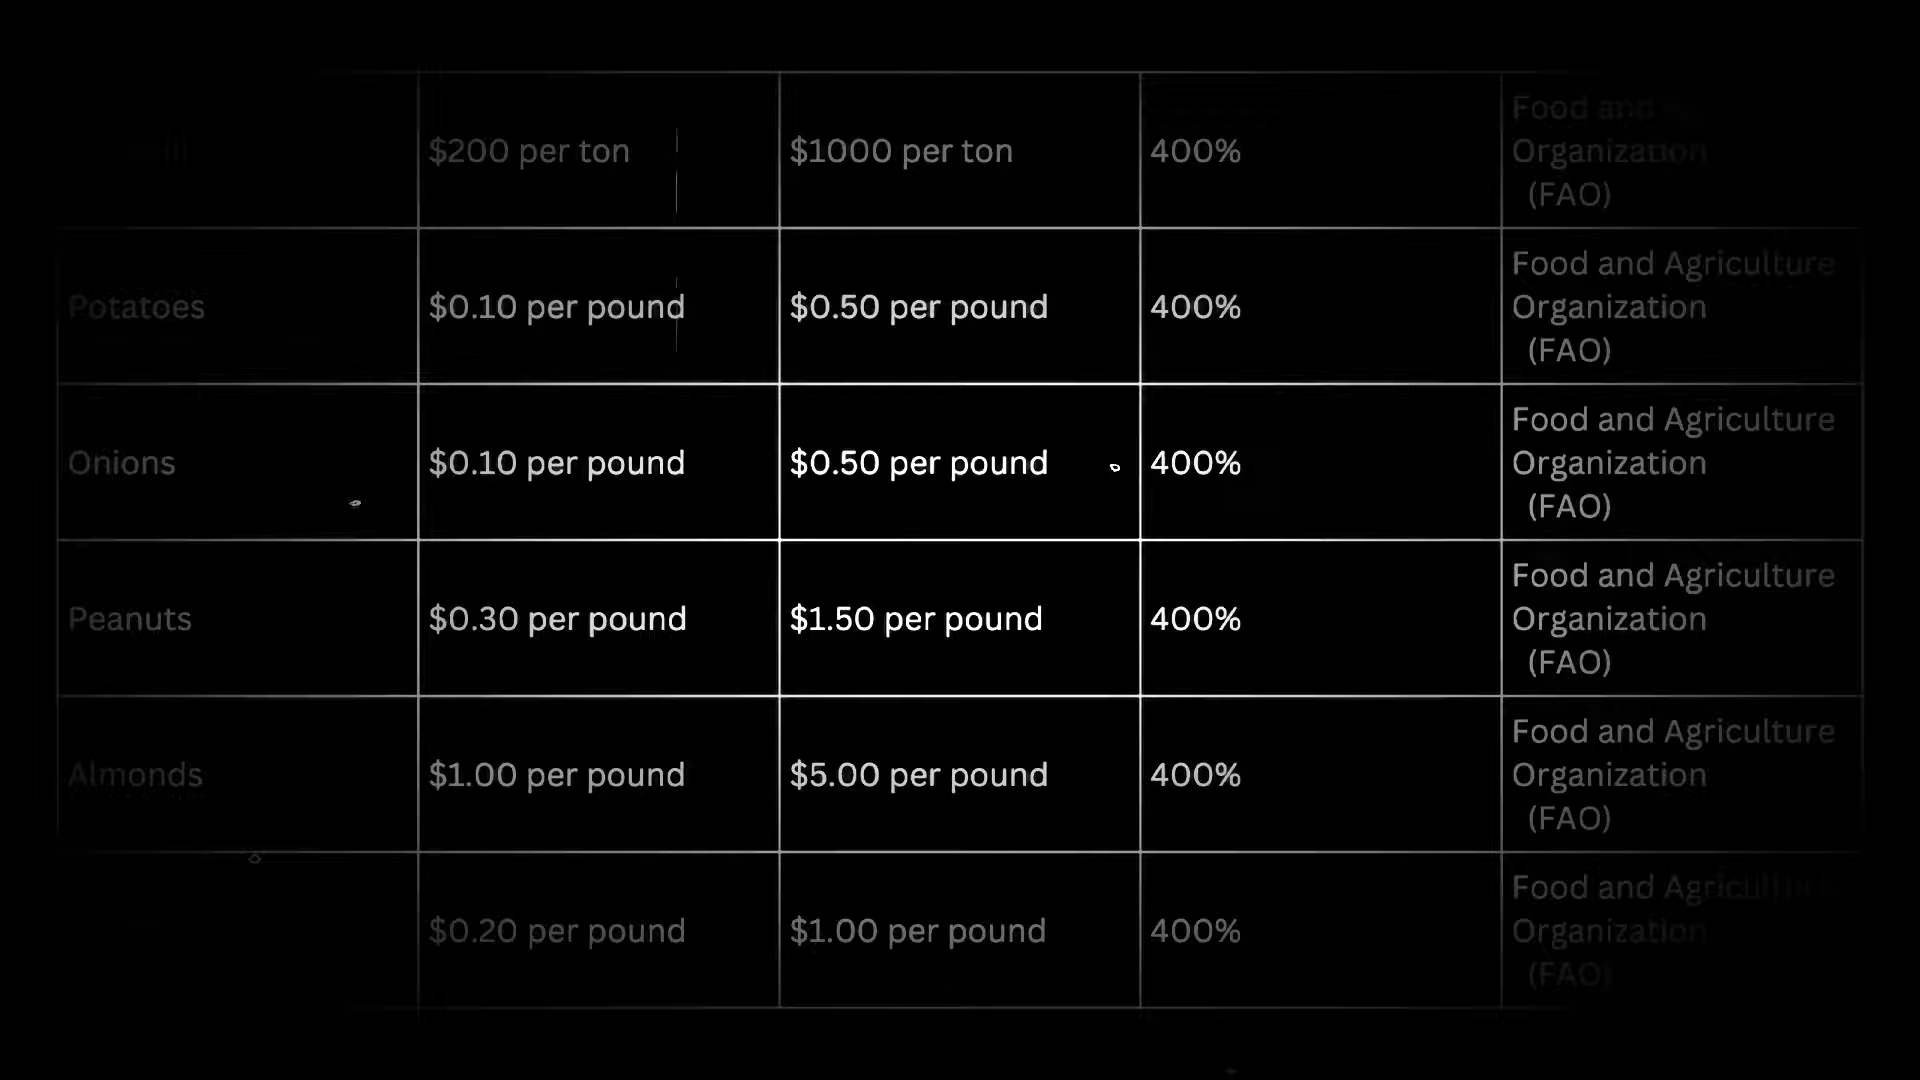 $200 per ton
$1000 per ton
400%
Food and
Organization
(FAO)
Potatoes
$0.10 per pound
$0.50 per pound
400%
Food and Agriculture
Organization
(FAO)
Onions
$0.10 per pound
$0.50 per pound
400%
Food and Agriculture
Organization
(FAO)
Peanuts
$0.30 per pound
$1.50 per pound
400%
Food and Agriculture
Organization
(FAO)
Almonds
$1.00 per pound
$5.00 per pound
400%
Food and Agriculture
Organization
(FAO)
$0.20 per pound
$1.00 per pound
400%
Food and Agriculture
Organization
(FAO)